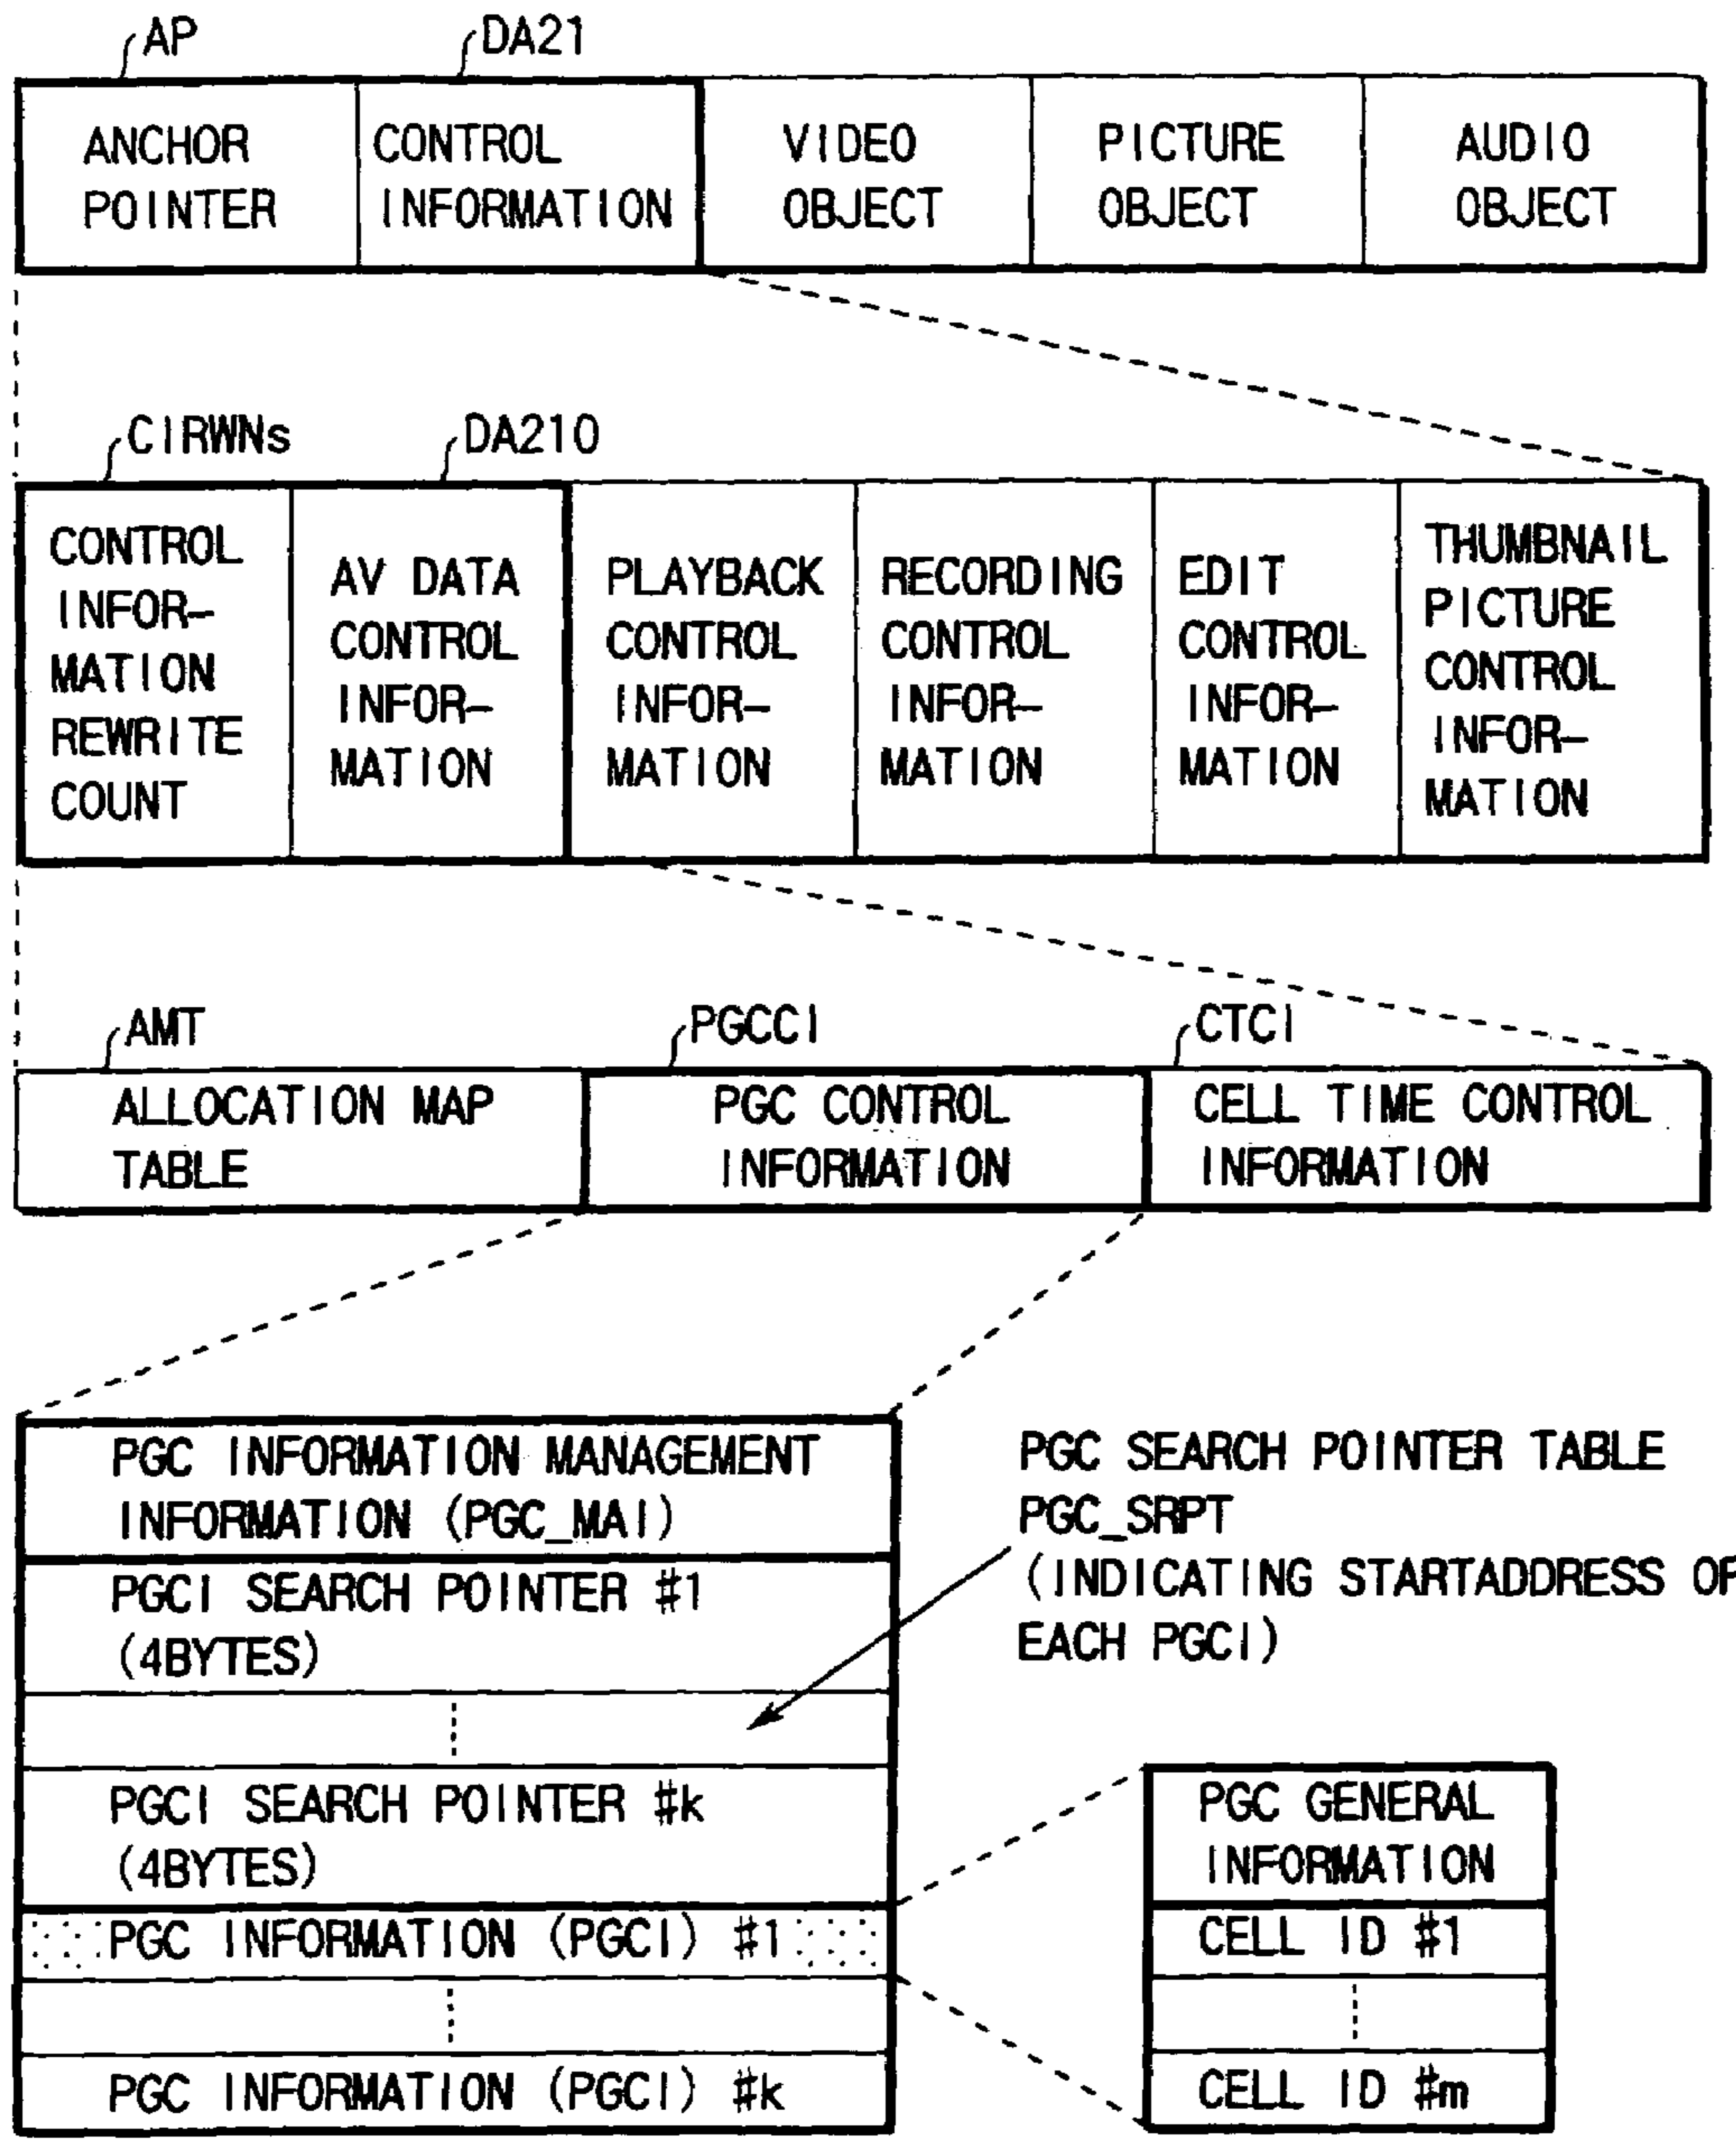 AP
DA21
ANCHOR
POINTER
CONTROL
INFORMATION
VIDEO
OBJECT
PICTURE
OBJECT
AUDIO
OBJECT
CIRWNs
DA210
CONTROL
INFOR-
MATION
REWRITE
COUNT
AV DATA
CONTROL
INFOR-
MATION
PLAYBACK
CONTROL
INFOR-
MATION
RECORDING
CONTROL
INFOR-
MATION
EDIT
CONTROL
INFOR-
MATION
THUMBNAIL
PICTURE
CONTROL
INFOR-
MATION
AMT
PGCCI
CTCI
ALLOCATION MAP
TABLE
PGC CONTROL
INFORMATION
CELL TIME CONTROL
INFORMATION
PGC INFORMATION MANAGEMENT
INFORMATION (PGC_MAI)
PGCI SEARCH POINTER #1
(4BYTES)
PGCI SEARCH POINTER #k
(4BYTES)
PGC INFORMATION (PGCI) #1
PGC INFORMATION (PGCI) #k
PGC SEARCH POINTER TABLE
PGC_SRPT
(INDICATING STARTADDRESS OF
EACH PGCI)
PGC GENERAL
INFORMATION
CELL ID #1
CELL ID #m